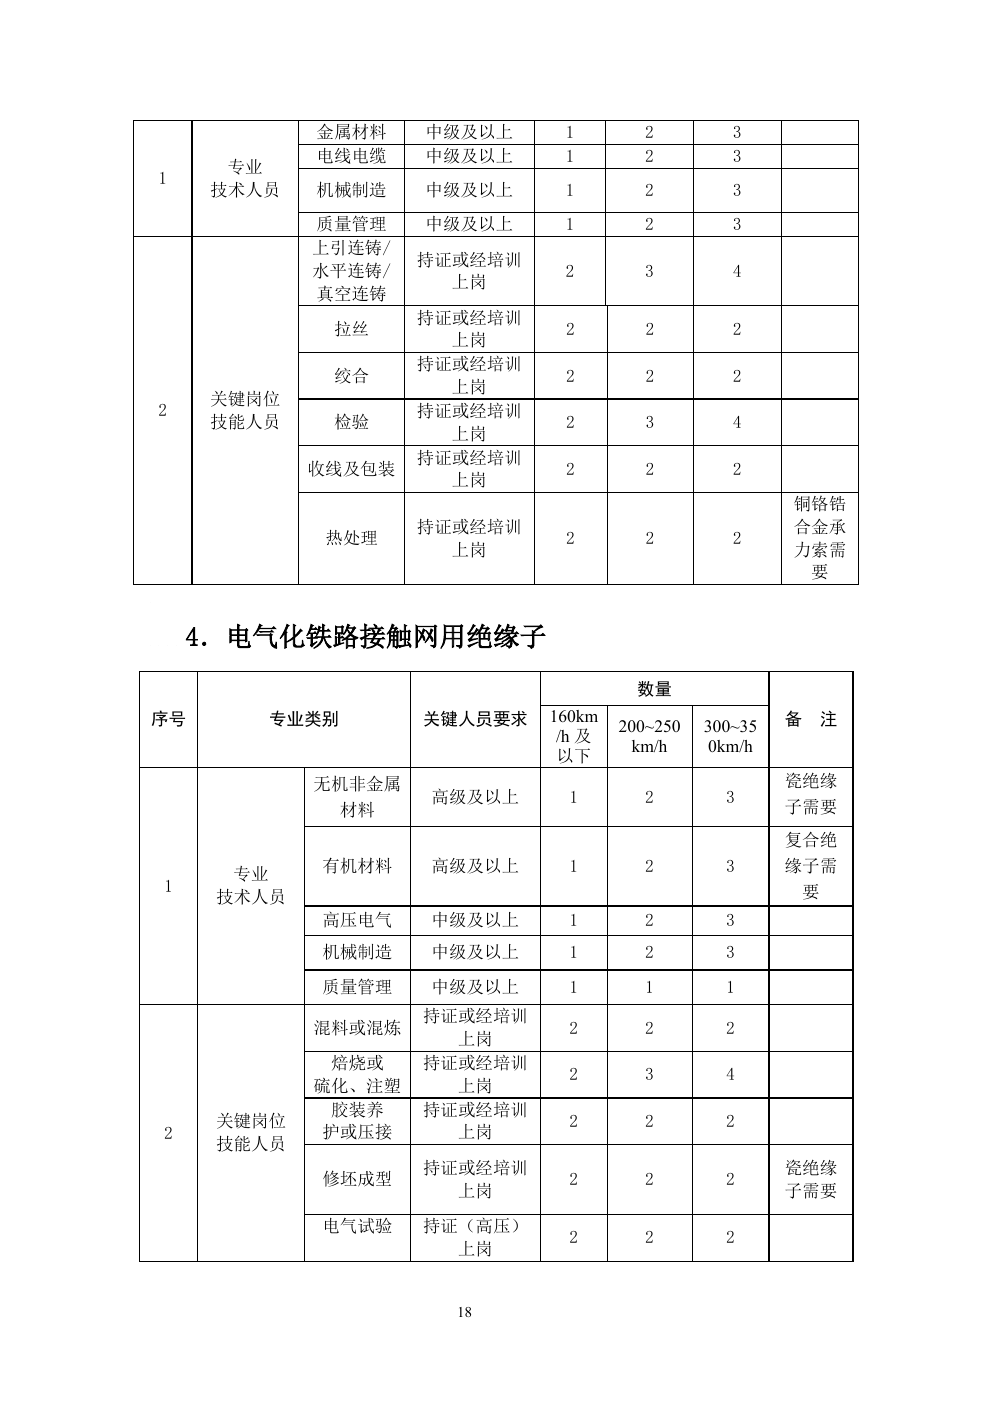 1 专业技术人员 金属材料 中级及以上 1 2 3
电线电缆 中级及以上 1 2 3
机械制造 中级及以上 1 2 3
质量管理 中级及以上 1 2 3
2 关键岗位技能人员 上引连铸/水平连铸/真空连铸 持证或经培训上岗 2 3 4
拉丝 持证或经培训上岗 2 2 2
绞合 持证或经培训上岗 2 2 2
检验 持证或经培训上岗 2 3 4
收线及包装 持证或经培训上岗 2 2 2
热处理 持证或经培训上岗 2 2 2 铜铬锆合金承力索需要
4. 电气化铁路接触网用绝缘子
序号 专业类别 关键人员要求 数量 备 注
160km/h 及以下 200~250km/h 300~350km/h
1 专业技术人员 无机非金属材料 高级及以上 1 2 3 瓷绝缘子需要
有机材料 高级及以上 1 2 3 复合绝缘子需要
高压电气 中级及以上 1 2 3
机械制造 中级及以上 1 2 3
质量管理 中级及以上 1 1 1
2 关键岗位技能人员 混料或混炼 持证或经培训上岗 2 2 2
焙烧或硫化、注塑 持证或经培训上岗 2 3 4
胶装养护或压接 持证或经培训上岗 2 2 2
修坯成型 持证或经培训上岗 2 2 2 瓷绝缘子需要
电气试验 持证（高压）上岗 2 2 2
18